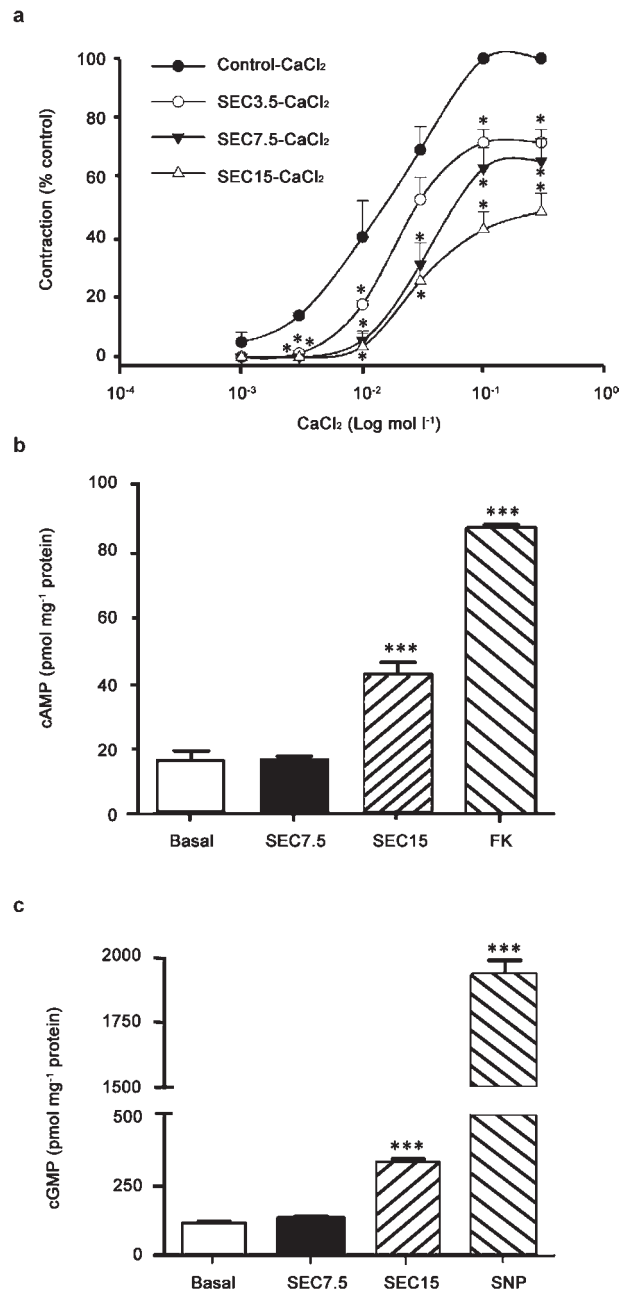 a
Contraction (% control)
100
80
60
40
20
0
Control-CaCl₂
SEC3.5-CaCl₂
SEC7.5-CaCl₂
SEC15-CaCl₂
* *
* *
* *
* * *
* *
* * *
*
*
10⁻⁴ 10⁻³ 10⁻² 10⁻¹ 10⁰
CaCl₂ (Log mol l⁻¹)
b
cAMP (pmol mg⁻¹ protein)
100
80
60
40
20
0
***
***
Basal SEC7.5 SEC15 FK
c
cGMP (pmol mg⁻¹ protein)
2000
1750
1500
500
250
0
***
***
Basal SEC7.5 SEC15 SNP